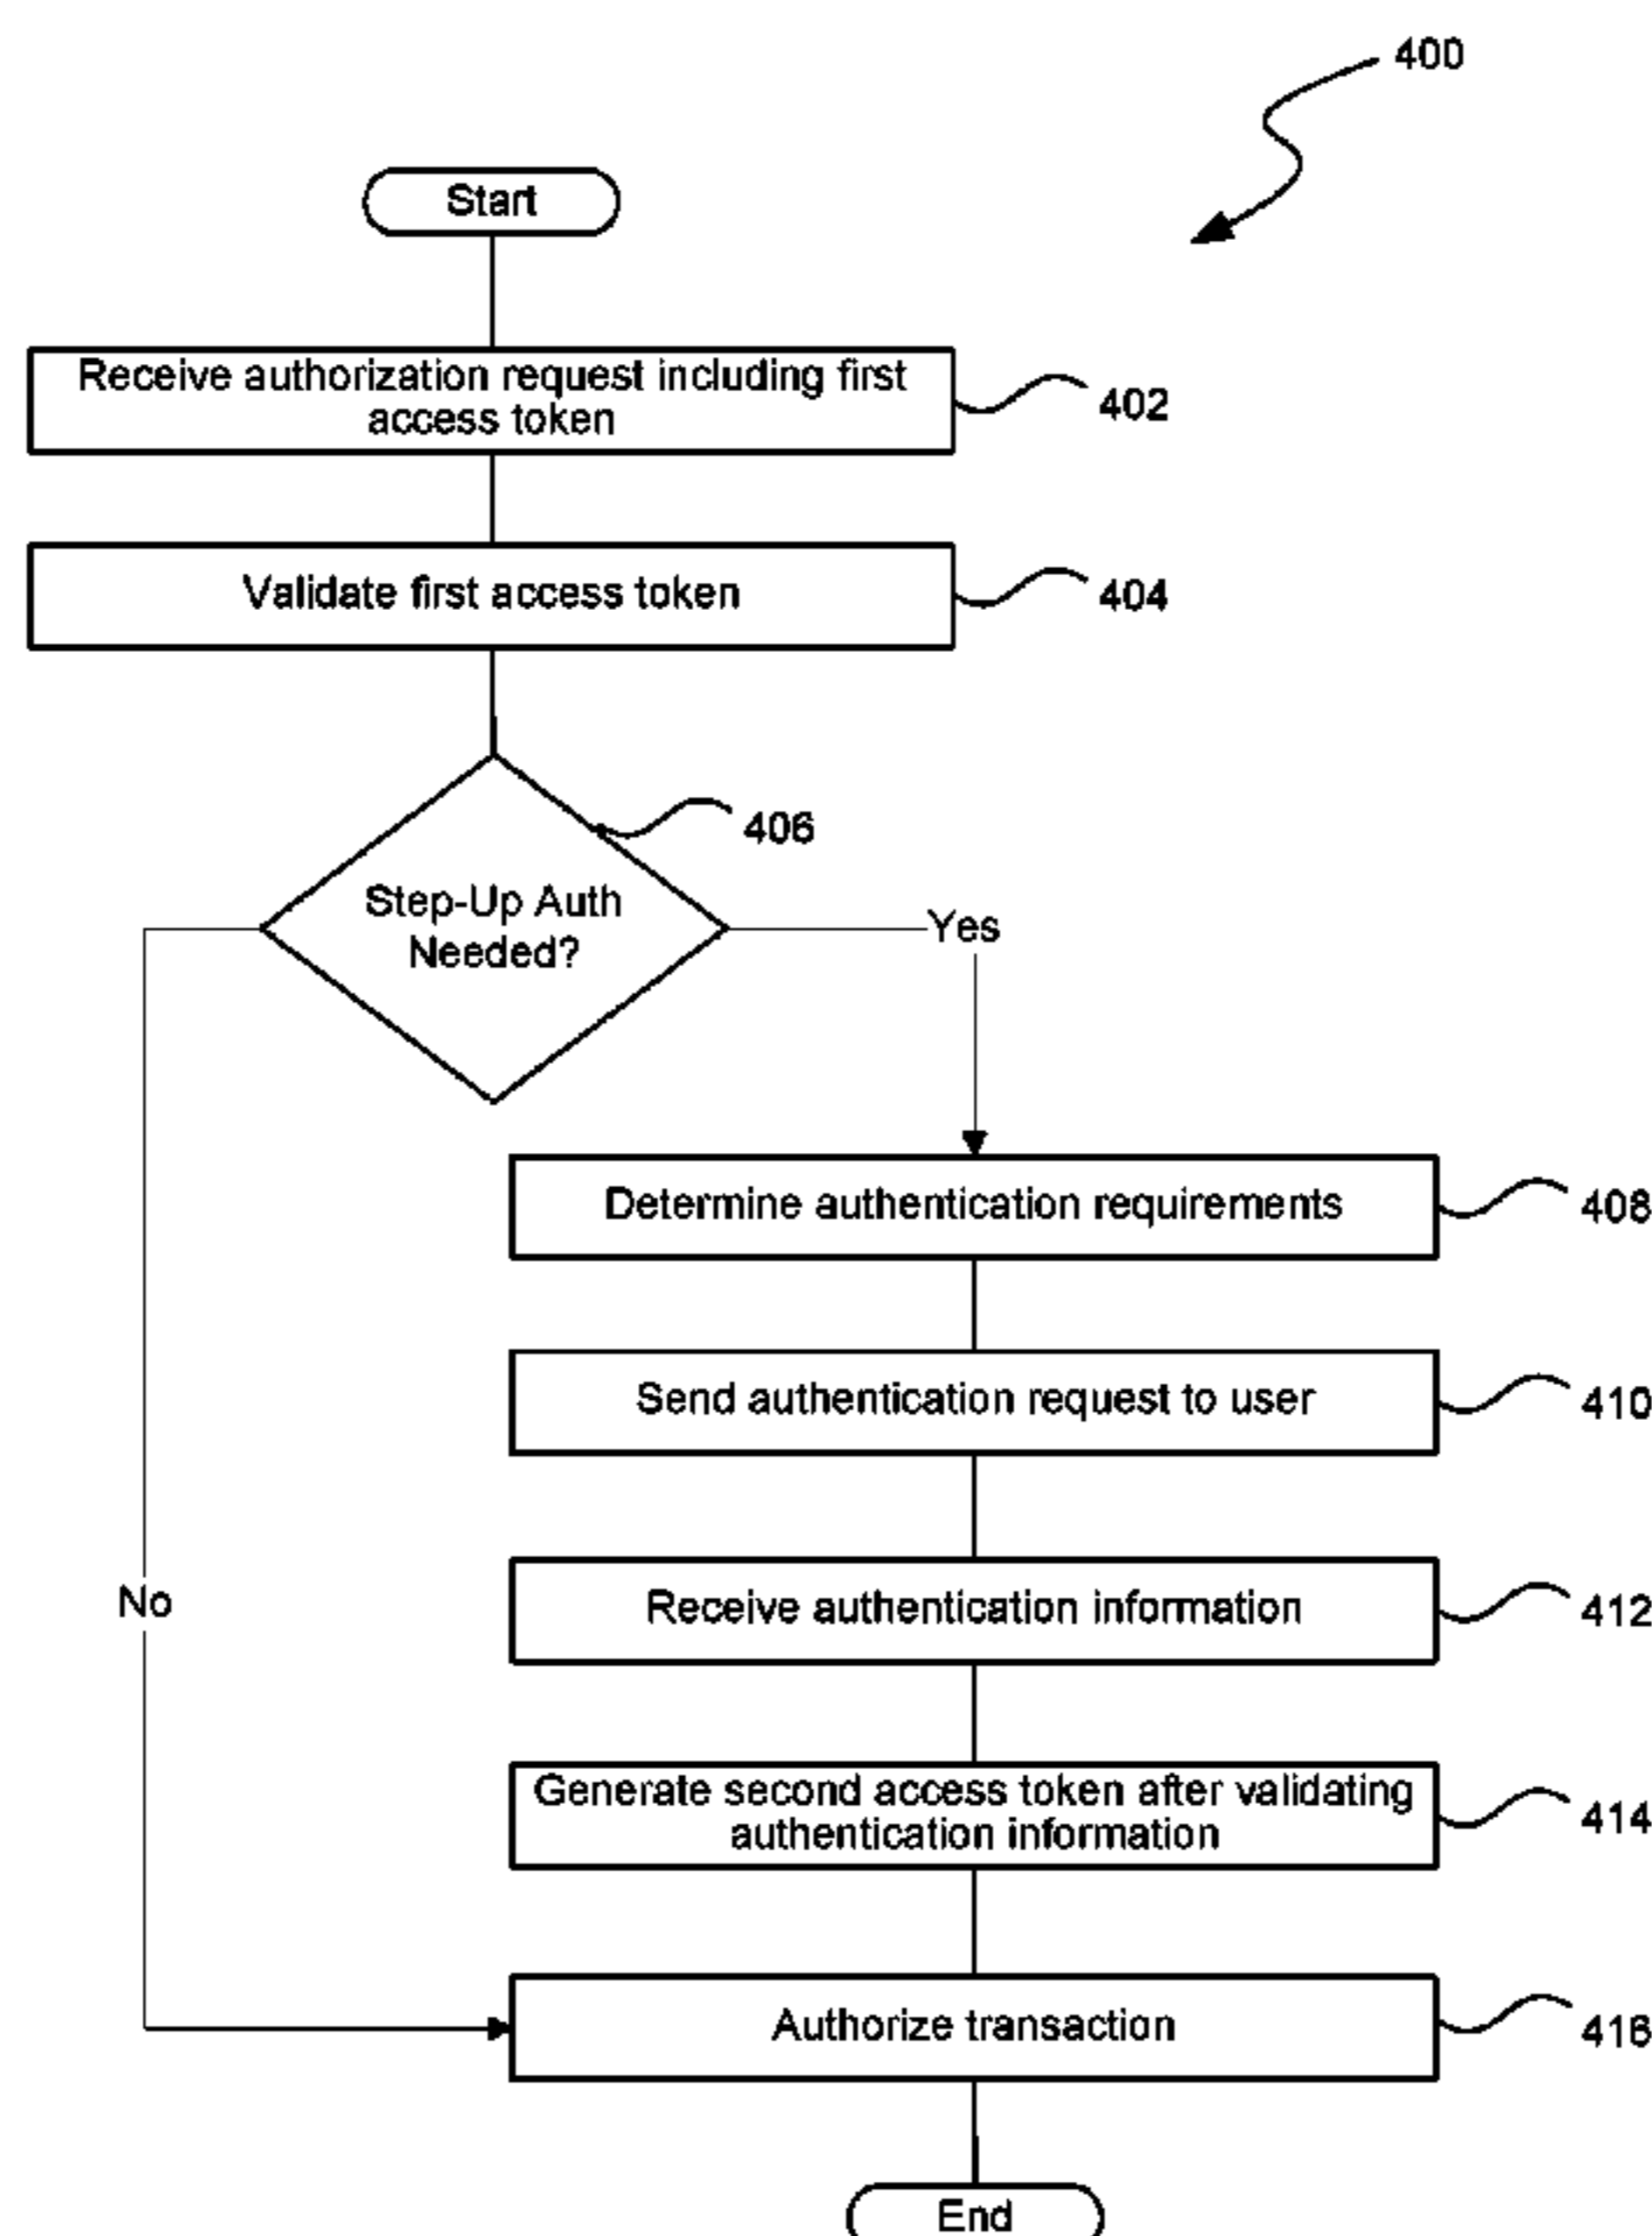 400
Start
Receive authorization request including first
access token
402
Validate first access token
404
406
Step-Up Auth
Needed?
Yes
Determine authentication requirements
408
Send authentication request to user
410
No
Receive authentication information
412
Generate second access token after validating
authentication information
414
Authorize transaction
416
End